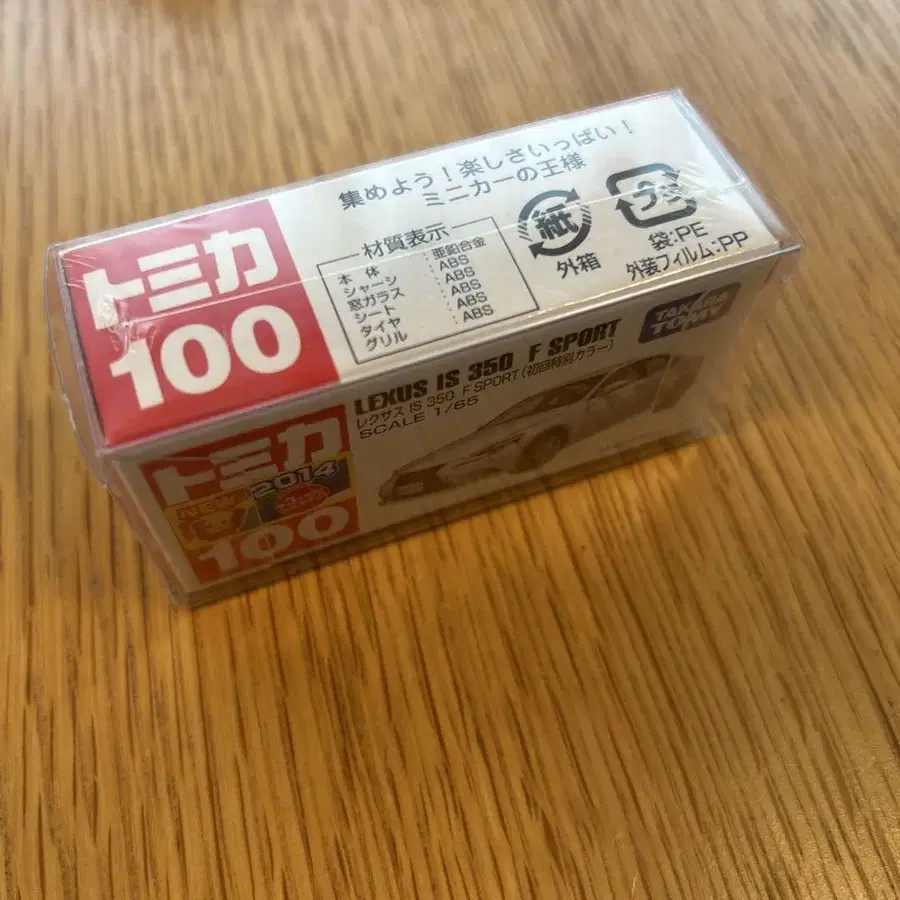 トミカ
100
集めよう!楽しさいっぱい!
ミニカーの王様
材質表示
本体 : 亜鉛合金
シャーシ : ABS
窓ガラス : ABS
シート : ABS
タイヤ
グリル : ABS
紙
外箱
プラ
袋:PE
外装フィルム:PP
トミカ
NEW
2014
100
LEXUS IS 350 F SPORT
レクサス IS 350 F SPORT(初回特別カラー)
SCALE 1/65
TAKARA
TOMY